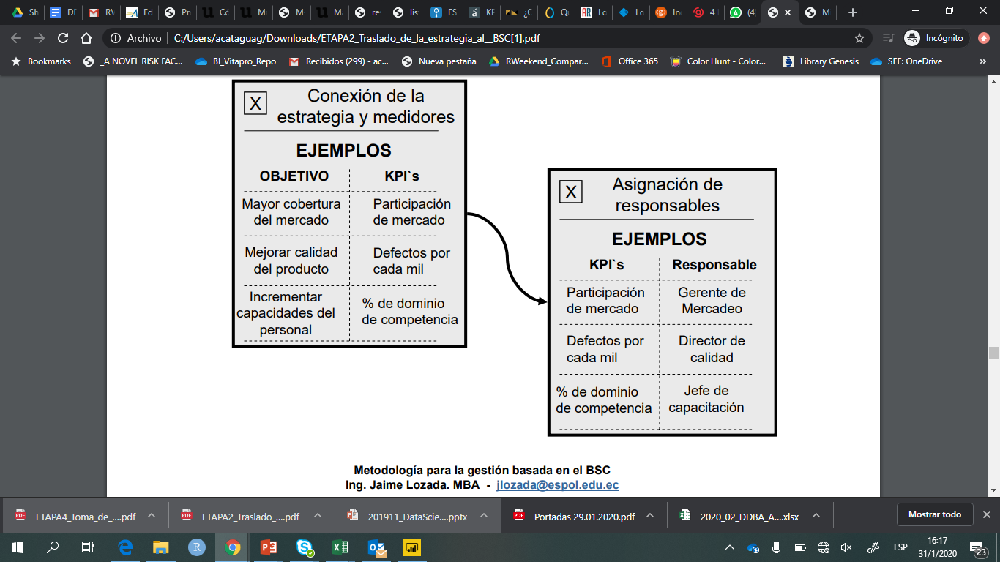 Sh
DD
RV
Ed
Pr
Có
M
M
M
re
lis
ES
KP
¿C
Qu
Lo
Lo
In
4
(4)
M
Archivo
C:/Users/acataguag/Downloads/ETAPA2_Traslado_de_la_estrategia_al__BSC[1].pdf
Incógnito
Bookmarks
_A NOVEL RISK FAC...
BI_Vitapro_Repo
Recibidos (299) - ac...
Nueva pestaña
RWeekend_Compar...
Office 365
Color Hunt - Color...
Library Genesis
SEE: OneDrive
»
X
Conexión de la
estrategia y medidores
EJEMPLOS
OBJETIVO KPI`s
Mayor cobertura
del mercado
Participación
de mercado
Mejorar calidad
del producto
Defectos por
cada mil
Incrementar
capacidades del
personal
% de dominio
de competencia
X
Asignación de
responsables
EJEMPLOS
KPI`s Responsable
Participación
de mercado
Gerente de
Mercadeo
Defectos por
cada mil
Director de
calidad
% de dominio
de competencia
Jefe de
capacitación
Metodología para la gestión basada en el BSC
Ing. Jaime Lozada. MBA - jlozada@espol.edu.ec
ETAPA4_Toma_de_....pdf
ETAPA2_Traslado_....pdf
201911_DataScie....pptx
Portadas 29.01.2020.pdf
2020_02_DDBA_A....xlsx
Mostrar todo
ESP
16:17
31/1/2020
23